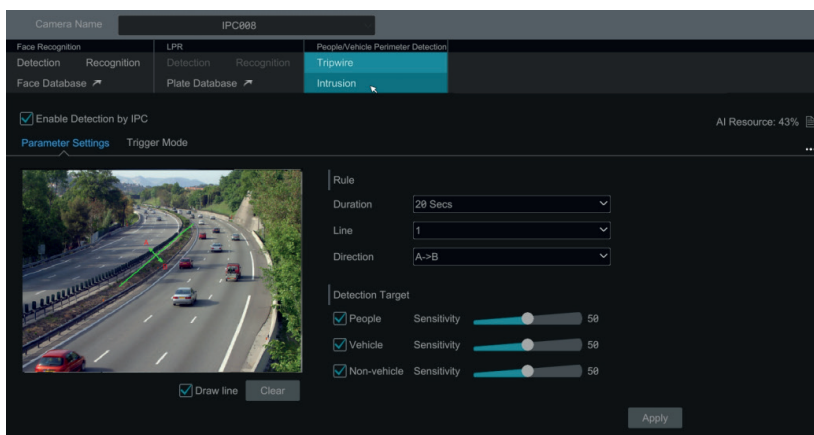 Camera Name IPC008
Face Recognition LPR People/Vehicle Perimeter Detection
Detection Recognition Detection Recognition Tripwire
Face Database Plate Database Intrusion
Enable Detection by IPC
AI Resource: 43%
Parameter Settings Trigger Mode
Rule
Duration 20 Secs
Line 1
Direction A->B
Detection Target
People Sensitivity 50
Vehicle Sensitivity 50
Non-vehicle Sensitivity 50
Draw line Clear
Apply